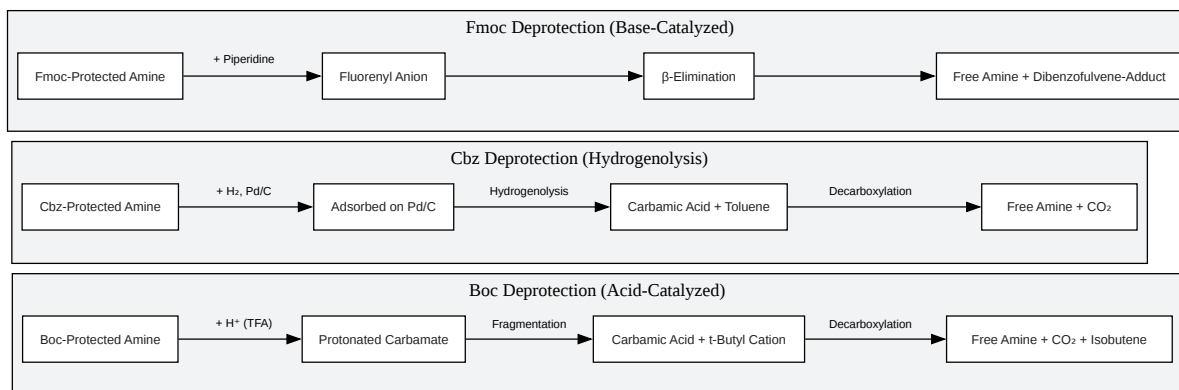 Fmoc Deprotection (Base-Catalyzed)
+ Piperidine
Fmoc-Protected Amine
Fluorenyl Anion
β-Elimination
Free Amine + Dibenzofulvene-Adduct
Cbz Deprotection (Hydrogenolysis)
+ H₂, Pd/C
Hydrogenolysis
Decarboxylation
Cbz-Protected Amine
Adsorbed on Pd/C
Carbamic Acid + Toluene
Free Amine + CO₂
Boc Deprotection (Acid-Catalyzed)
+ H⁺ (TFA)
Fragmentation
Decarboxylation
Boc-Protected Amine
Protonated Carbamate
Carbamic Acid + t-Butyl Cation
Free Amine + CO₂ + Isobutene